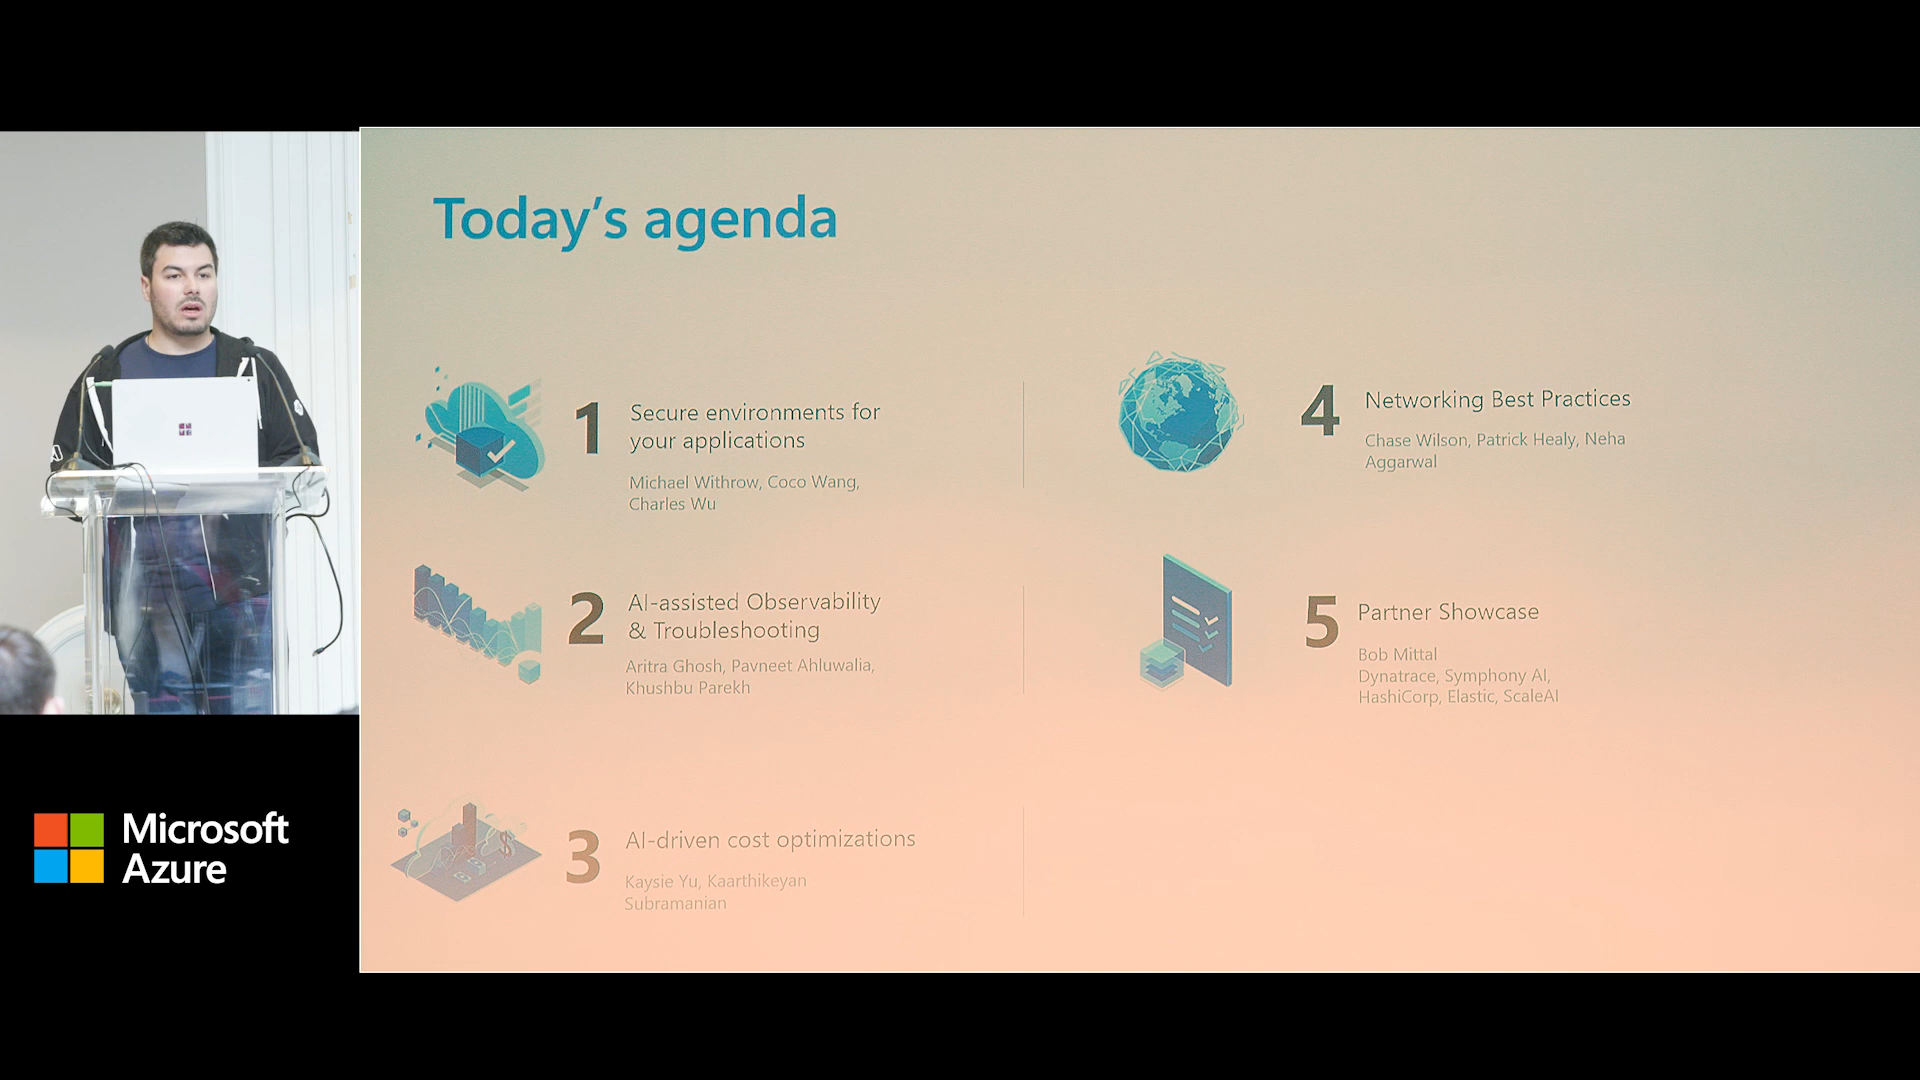 Today's agenda
1
Secure environments for
your applications
Michael Withrow, Coco Wang,
Charles Wu
2
AI-assisted Observability
& Troubleshooting
Aritra Ghosh, Pavneet Ahluwalia,
Khushbu Parekh
3
AI-driven cost optimizations
Kaysie Yu, Kaarthikeyan
Subramanian
4
Networking Best Practices
Chase Wilson, Patrick Healy, Neha
Aggarwal
5
Partner Showcase
Bob Mittal
Dynatrace, Symphony AI,
HashiCorp, Elastic, ScaleAI
Microsoft
Azure